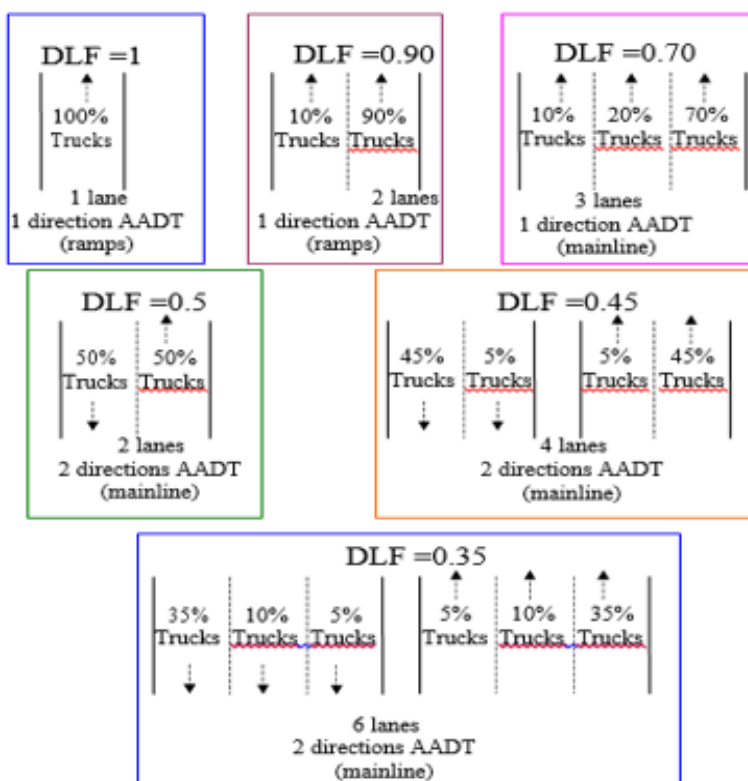 DLF =1
100%
Trucks
1 lane
1 direction AADT
(ramps)
DLF =0.90
10% 90%
Trucks Trucks
2 lanes
1 direction AADT
(ramps)
DLF =0.70
10% 20% 70%
Trucks Trucks Trucks
3 lanes
1 direction AADT
(mainline)
DLF =0.5
50% 50%
Trucks Trucks
2 lanes
2 directions AADT
(mainline)
DLF =0.45
45% 5% 5% 45%
Trucks Trucks Trucks Trucks
4 lanes
2 directions AADT
(mainline)
DLF =0.35
35% 10% 5% 5% 10% 35%
Trucks Trucks Trucks Trucks Trucks Trucks
6 lanes
2 directions AADT
(mainline)